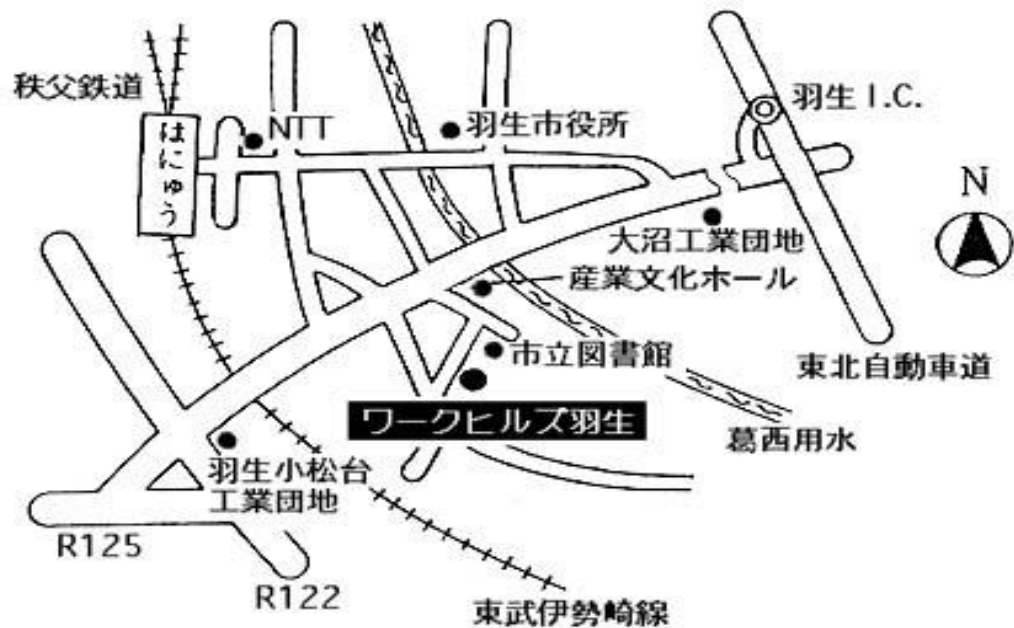 秩父鉄道
NTT
羽生市役所
羽生I.C.
はにゅう
N
大沼工業団地
産業文化ホール
市立図書館
東北自動車道
ワークヒルズ羽生
葛西用水
羽生小松台
工業団地
R125
R122
東武伊勢崎線